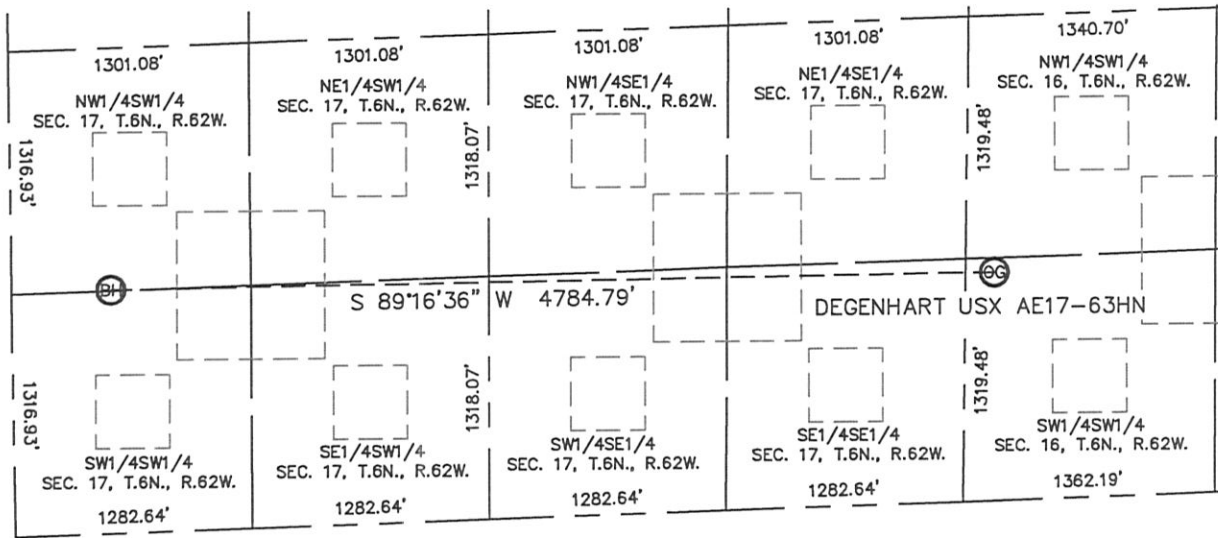 1301.08'
1301.08'
1301.08'
1301.08'
1340.70'
NW1/4SW1/4
SEC. 17, T.6N., R.62W.
NE1/4SW1/4
SEC. 17, T.6N., R.62W.
NW1/4SE1/4
SEC. 17, T.6N., R.62W.
NE1/4SE1/4
SEC. 17, T.6N., R.62W.
NW1/4SW1/4
SEC. 16, T.6N., R.62W.
1316.93'
1318.07'
1319.48'
BH
OG
S 89°16'36" W 4784.79'
DEGENHART USX AE17-63HN
1316.93'
1318.07'
1319.48'
SW1/4SW1/4
SEC. 17, T.6N., R.62W.
SE1/4SW1/4
SEC. 17, T.6N., R.62W.
SW1/4SE1/4
SEC. 17, T.6N., R.62W.
SE1/4SE1/4
SEC. 17, T.6N., R.62W.
SW1/4SW1/4
SEC. 16, T.6N., R.62W.
1282.64'
1282.64'
1282.64'
1282.64'
1362.19'